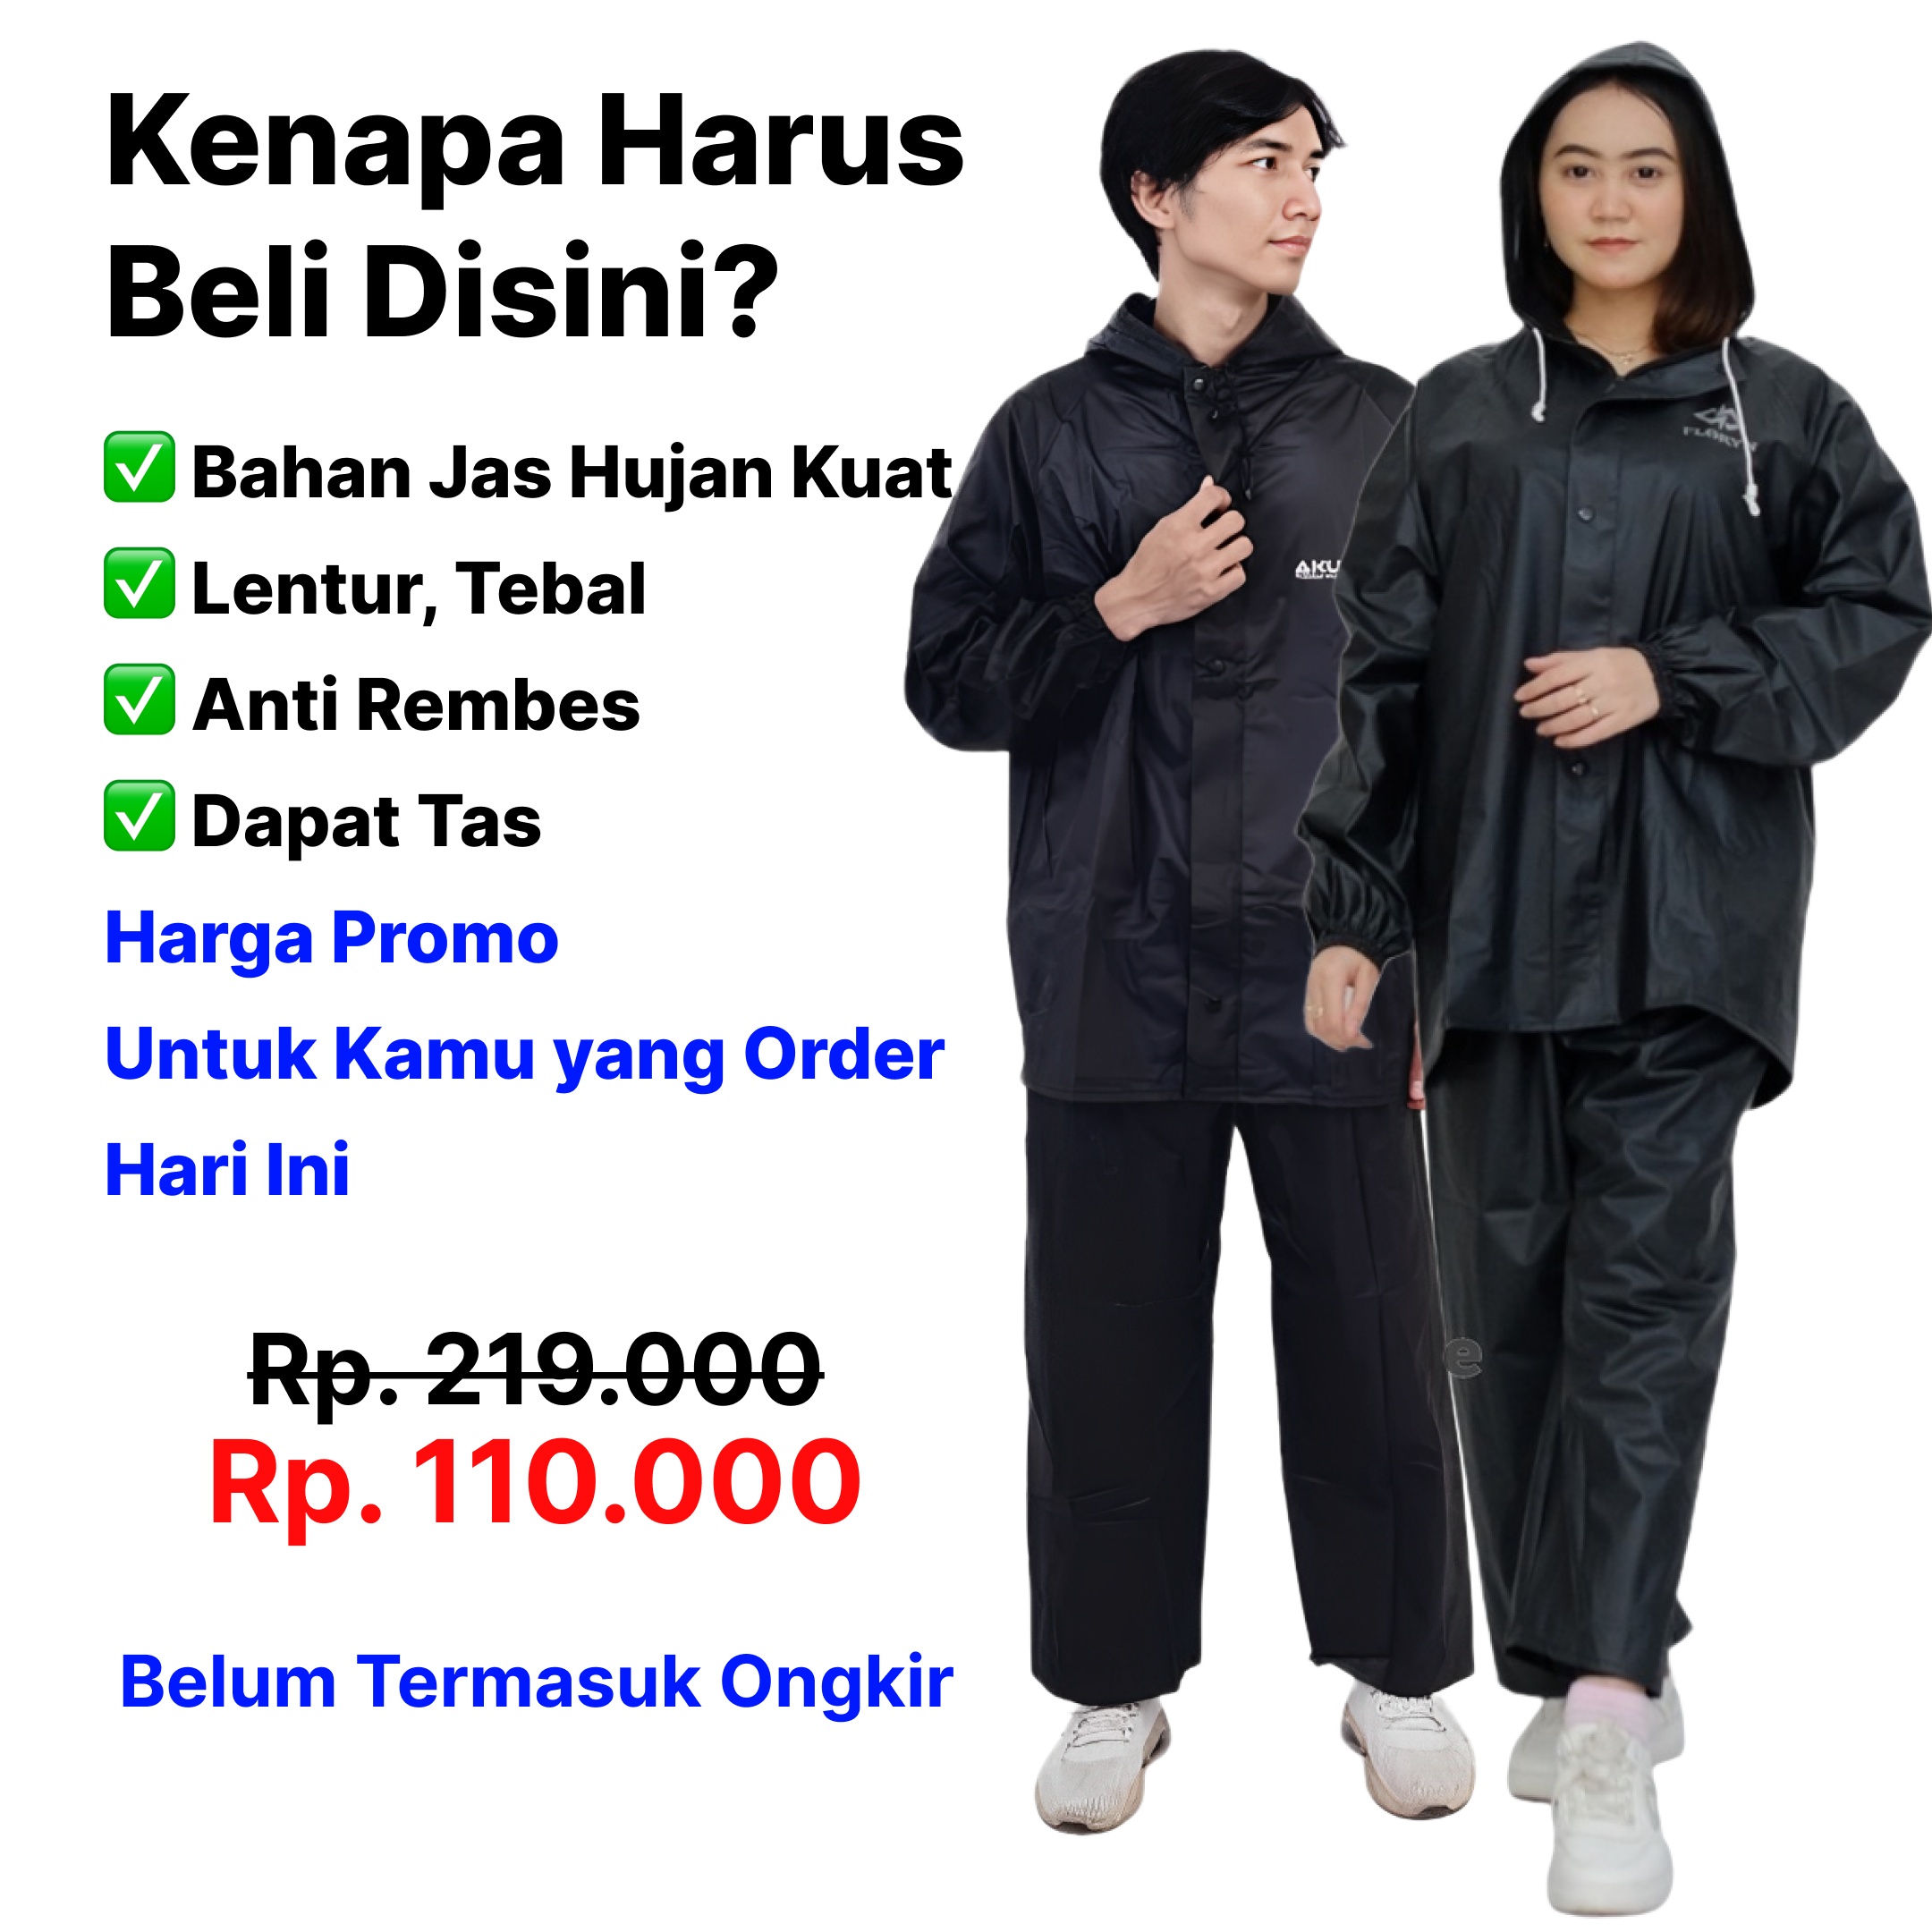 Kenapa Harus
Beli Disini?
✅ Bahan Jas Hujan Kuat
✅ Lentur, Tebal
✅ Anti Rembes
✅ Dapat Tas
Harga Promo
Untuk Kamu yang Order
Hari Ini
Rp. 219.000
Rp. 110.000
Belum Termasuk Ongkir
AKU
e